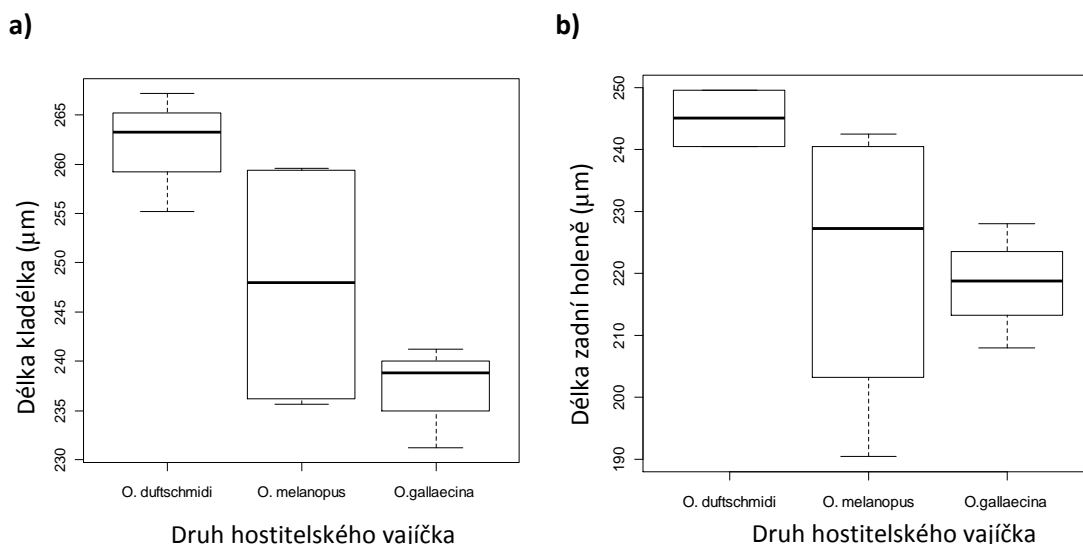 a)
Délka kladélka (µm)
265
260
255
250
245
240
235
230
O. duftschmidi
O. melanopus
O.gallaecina
Druh hostitelského vajíčka
b)
Délka zadní holeně (µm)
250
240
230
220
210
200
190
O. duftschmidi
O. melanopus
O.gallaecina
Druh hostitelského vajíčka